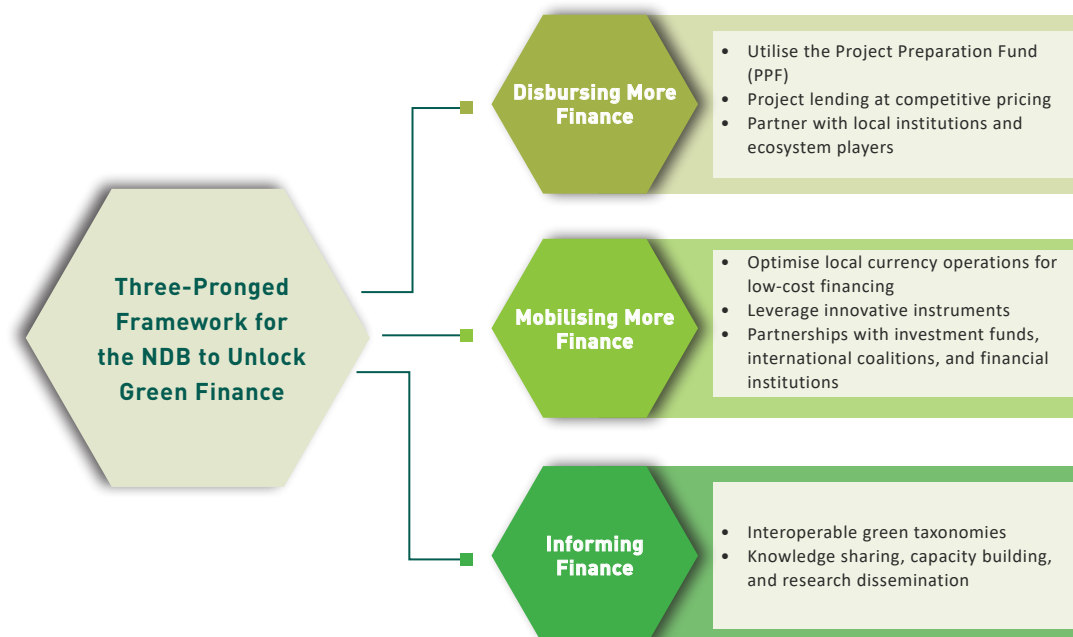 Three-Pronged
Framework for
the NDB to Unlock
Green Finance
Disbursing More
Finance
• Utilise the Project Preparation Fund
(PPF)
• Project lending at competitive pricing
• Partner with local institutions and
ecosystem players
Mobilising More
Finance
• Optimise local currency operations for
low-cost financing
• Leverage innovative instruments
• Partnerships with investment funds,
international coalitions, and financial
institutions
Informing
Finance
• Interoperable green taxonomies
• Knowledge sharing, capacity building,
and research dissemination